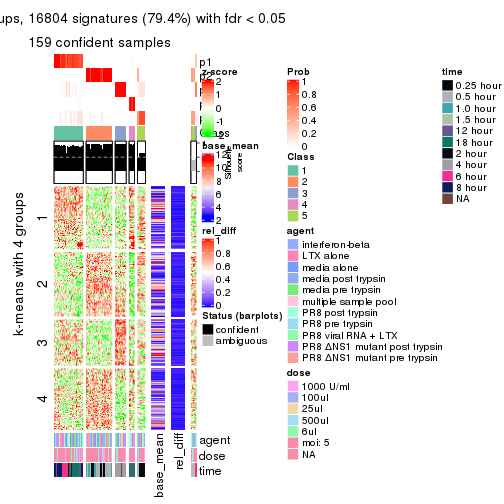 ups, 16804 signatures (79.4%) with fdr < 0.05
159 confident samples
p1
p2
z-score
2
1
0
-1
base_mean
12
10
8
6
4
2
score
rel_diff
1
0.8
0.6
0.4
0.2
0
Status (barplots)
confident
ambiguous
k-means with 4 groups
1
2
3
4
agent
dose
time
base_mean
rel_diff
Prob
1
0.8
0.6
0.4
0.2
0
Class
1
2
3
4
5
agent
interferon-beta
LTX alone
media alone
media post trypsin
media pre trypsin
multiple sample pool
PR8 post trypsin
PR8 pre trypsin
PR8 viral RNA + LTX
PR8 ΔNS1 mutant post trypsin
PR8 ΔNS1 mutant pre trypsin
dose
1000 U/ml
100ul
25ul
500ul
6ul
moi: 5
NA
time
0.25 hour
0.5 hour
1.0 hour
1.5 hour
12 hour
18 hour
2 hour
4 hour
6 hour
8 hour
NA